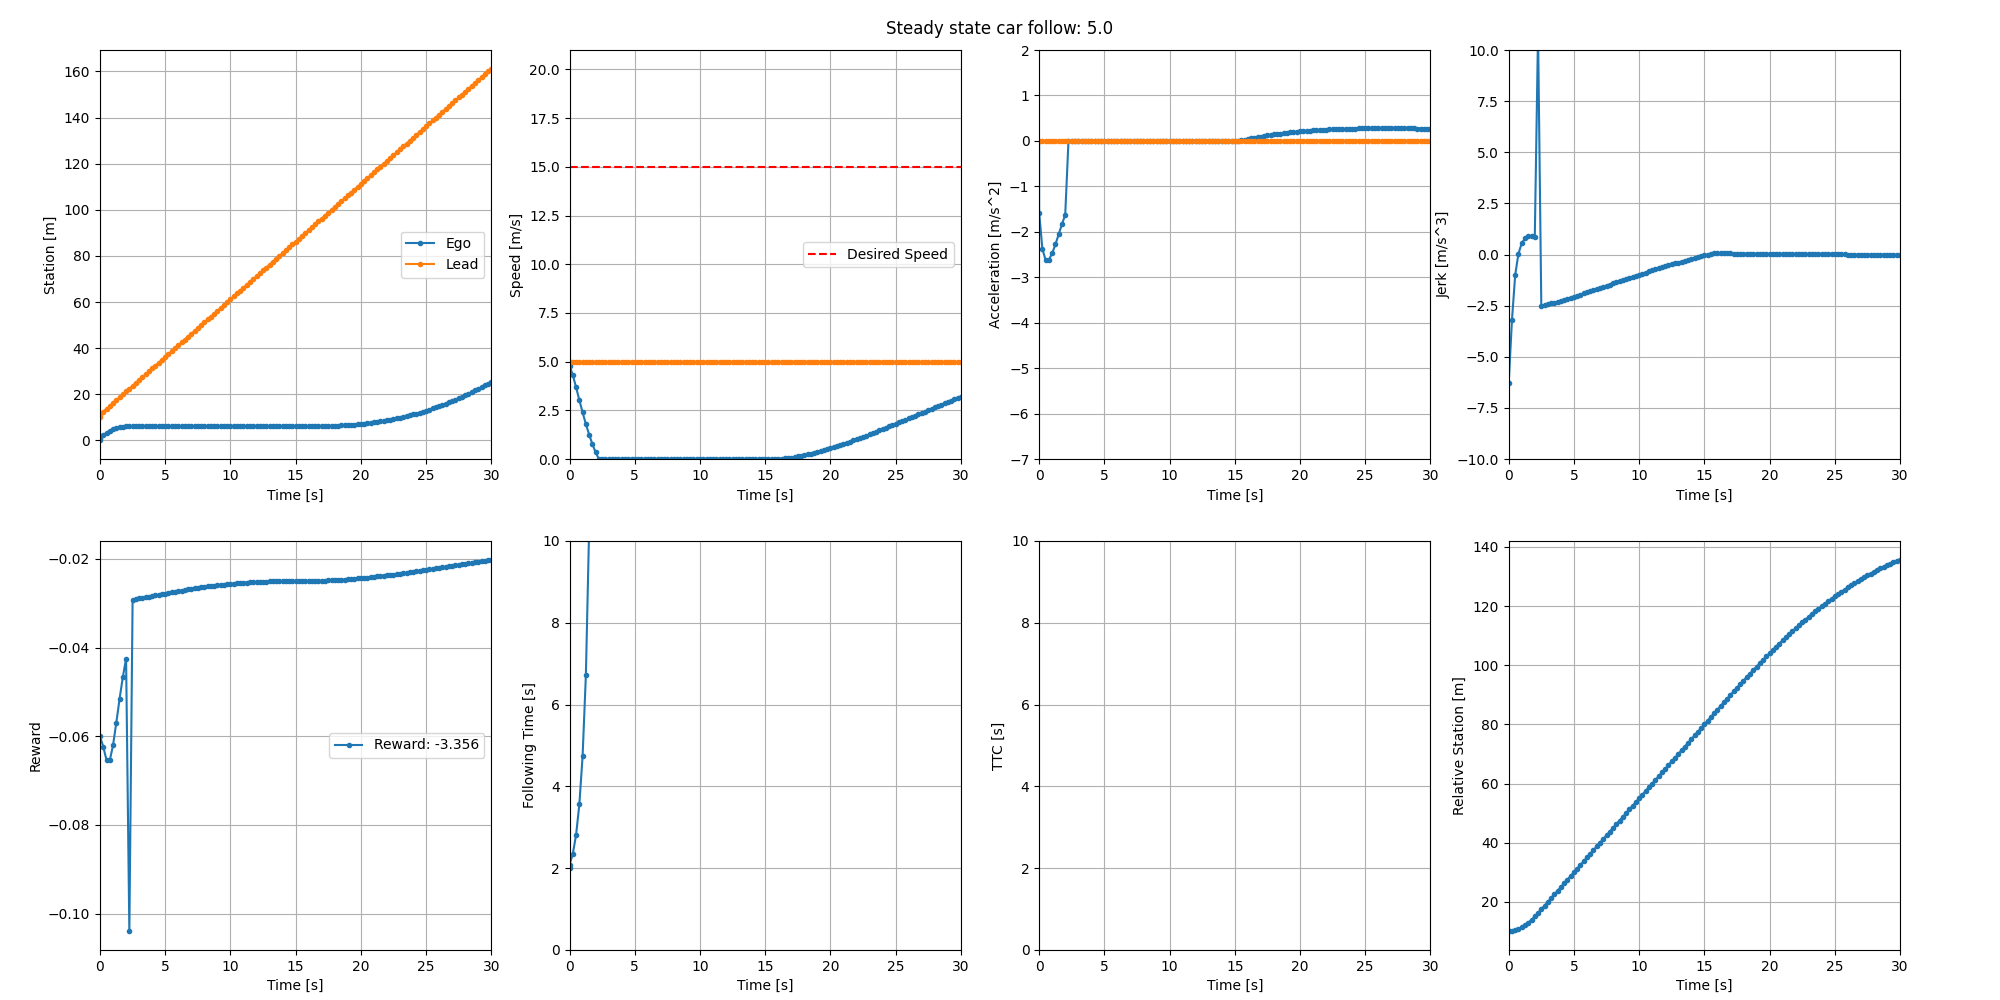 Steady state car follow: 5.0
Station [m]
160
140
120
100
80
60
40
20
0
Ego
Lead
0 5 10 15 20 25 30
Time [s]
Speed [m/s]
20.0
17.5
15.0
12.5
10.0
7.5
5.0
2.5
0.0
Desired Speed
0 5 10 15 20 25 30
Time [s]
Acceleration [m/s^2]
2
1
0
−1
−2
−3
−4
−5
−6
−7
0 5 10 15 20 25 30
Time [s]
Jerk [m/s^3]
10.0
7.5
5.0
2.5
0.0
−2.5
−5.0
−7.5
−10.0
0 5 10 15 20 25 30
Time [s]
Reward
−0.02
−0.04
−0.06
−0.08
−0.10
Reward: -3.356
0 5 10 15 20 25 30
Time [s]
Following Time [s]
10
8
6
4
2
0
0 5 10 15 20 25 30
Time [s]
TTC [s]
10
8
6
4
2
0
0 5 10 15 20 25 30
Time [s]
Relative Station [m]
140
120
100
80
60
40
20
0 5 10 15 20 25 30
Time [s]